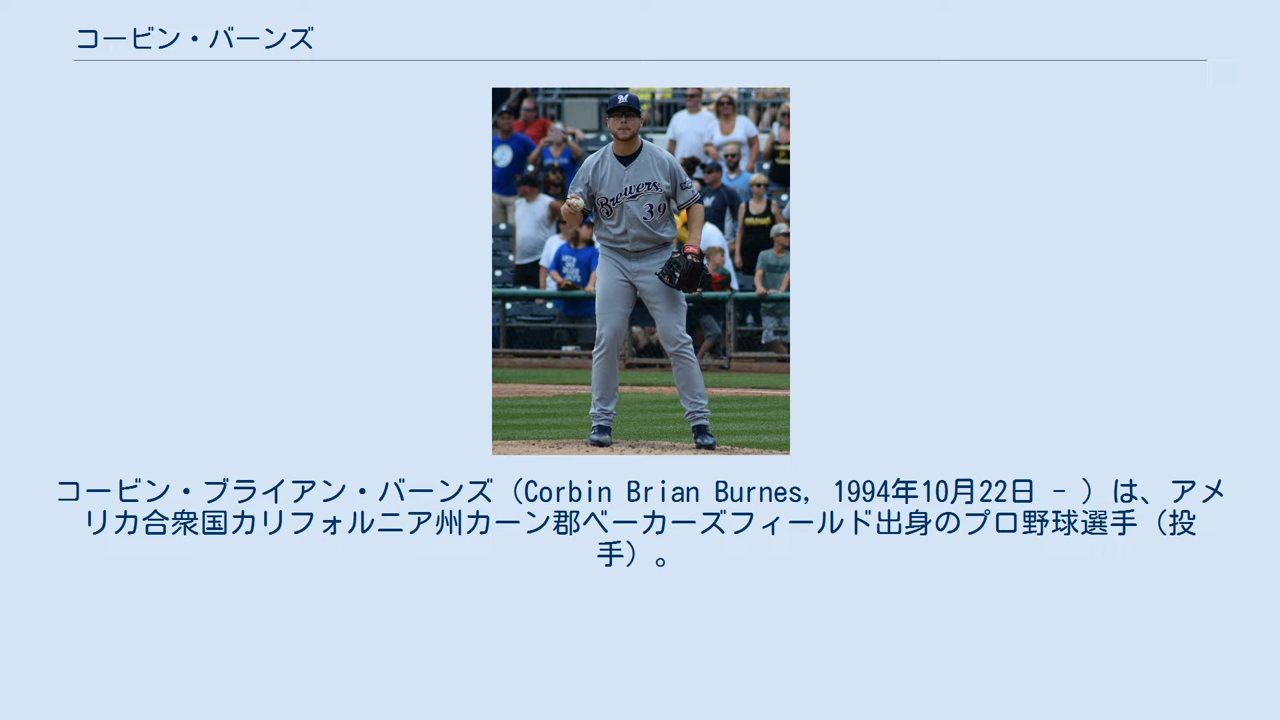 コービン・バーンズ
Brewers
39
コービン・ブライアン・バーンズ（Corbin Brian Burnes, 1994年10月22日 - ）は、アメ
リカ合衆国カリフォルニア州カーン郡ベーカーズフィールド出身のプロ野球選手（投
手）。